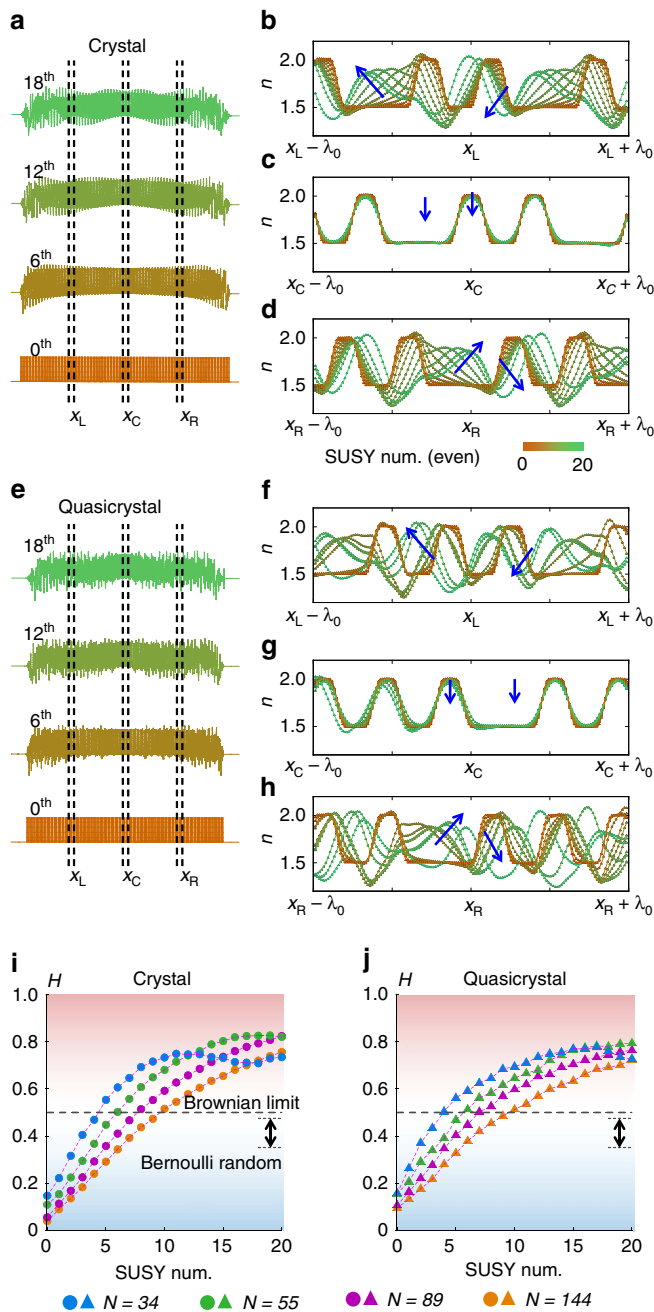 a
Crystal
18th
12th
6th
0th
xL
xC
xR
b
n
2.0
1.5
xL – λ0
xL
xL + λ0
c
n
2.0
1.5
xC – λ0
xC
xC + λ0
d
n
2.0
1.5
xR – λ0
xR
xR + λ0
SUSY num. (even)
0
20
e
Quasicrystal
18th
12th
6th
0th
xL
xC
xR
f
n
2.0
1.5
xL – λ0
xL
xL + λ0
g
n
2.0
1.5
xC – λ0
xC
xC + λ0
h
n
2.0
1.5
xR – λ0
xR
xR + λ0
i
H
Crystal
1.0
0.8
0.6
0.4
0.2
0
Brownian limit
Bernoulli random
0 5 10 15 20
SUSY num.
j
H
Quasicrystal
1.0
0.8
0.6
0.4
0.2
0
0 5 10 15 20
SUSY num.
N = 34
N = 55
N = 89
N = 144